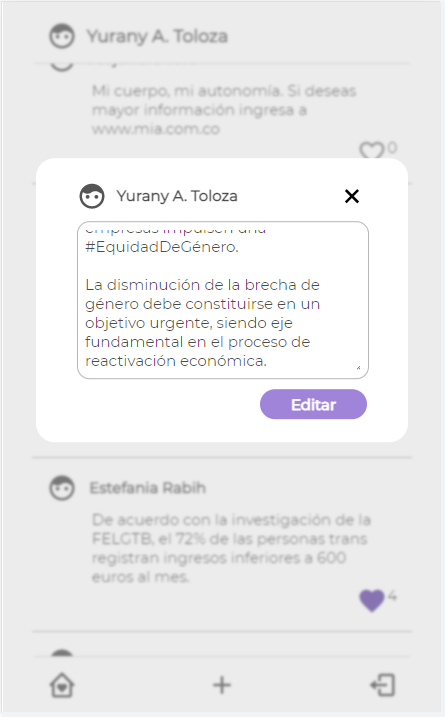 Yurany A. Toloza
Mi cuerpo, mi autonomía. Si deseas
mayor información ingresa a
www.mia.com.co
0
Yurany A. Toloza
empresas impulsen una
#EquidadDeGénero.
La disminución de la brecha de
género debe constituirse en un
objetivo urgente, siendo eje
fundamental en el proceso de
reactivación económica.
Editar
Estefania Rabih
De acuerdo con la investigación de la
FELGTB, el 72% de las personas trans
registran ingresos inferiores a 600
euros al mes.
4